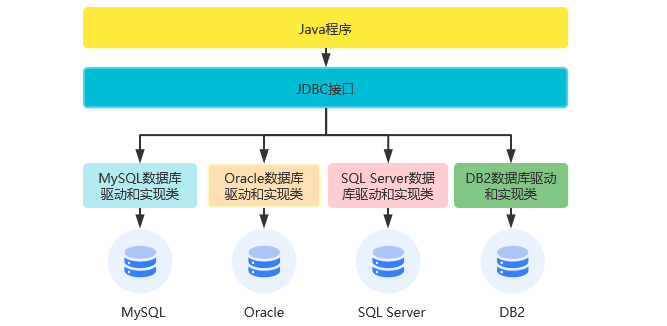 Java程序
JDBC接口
MySQL数据库
驱动和实现类
Oracle数据库
驱动和实现类
SQL Server数据
库驱动和实现类
DB2数据库驱动
和实现类
MySQL
Oracle
SQL Server
DB2